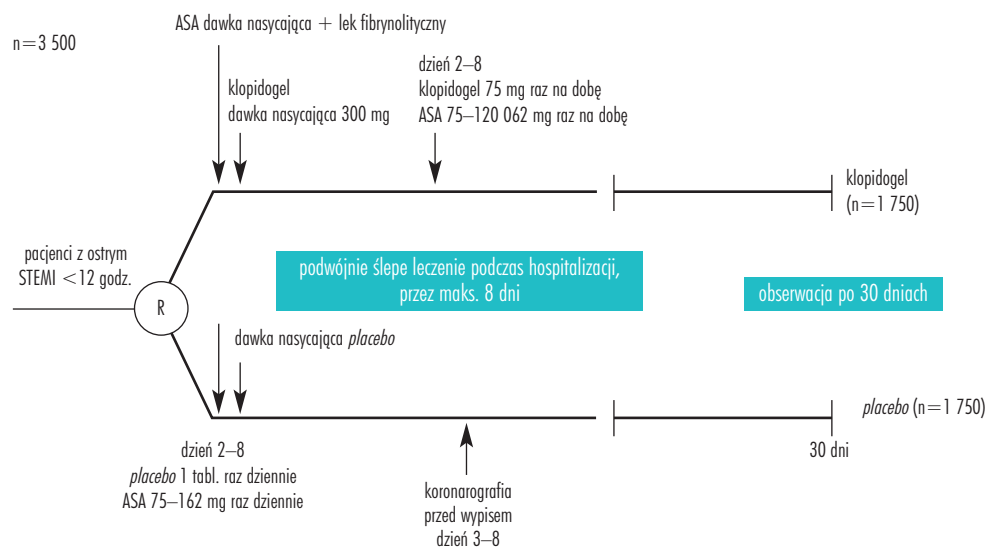 ASA dawka nasycająca + lek fibrynolityczny
n=3 500
klopidogel
dawka nasycająca 300 mg
dzień 2–8
klopidogel 75 mg raz na dobę
ASA 75–120 062 mg raz na dobę
klopidogel
(n=1 750)
pacjenci z ostrym
STEMI <12 godz.
R
podwójnie ślepe leczenie podczas hospitalizacji,
przez maks. 8 dni
obserwacja po 30 dniach
dawka nasycająca placebo
placebo (n=1 750)
30 dni
dzień 2–8
placebo 1 tabl. raz dziennie
ASA 75–162 mg raz dziennie
koronarografia
przed wypisem
dzień 3–8